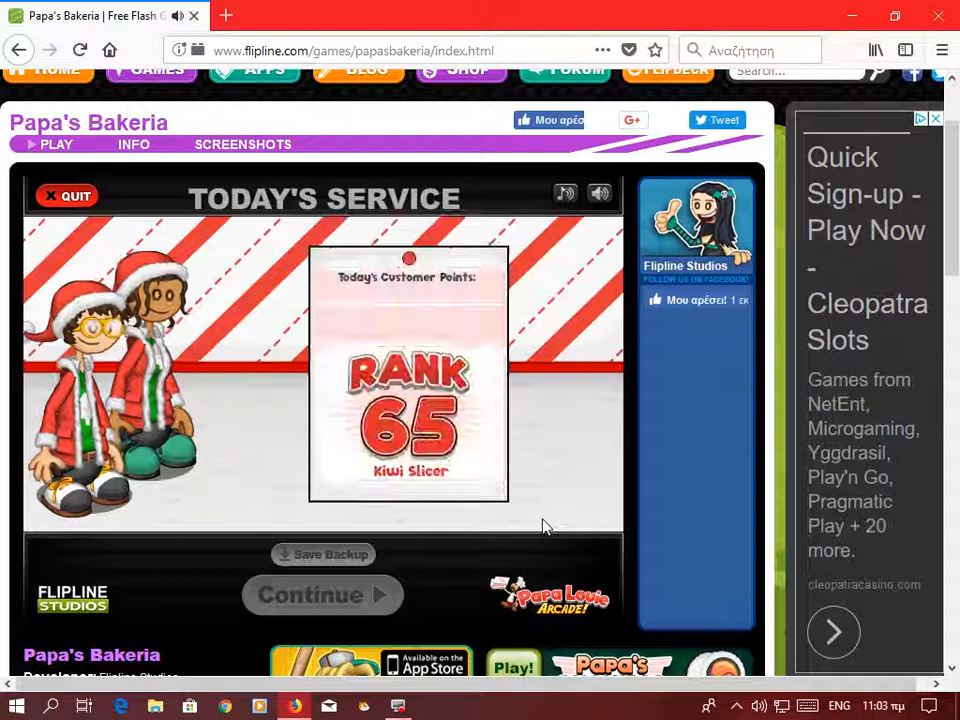 Papa's Bakeria | Free Flash G
www.flipline.com/games/papasbakeria/index.html
Αναζήτηση
HOME GAMES APPS BLOG SHOP FORUM FLIPDECK Search...
Papa's Bakeria
Μου αρέσ
G+
Tweet
PLAY INFO SCREENSHOTS
QUIT
TODAY'S SERVICE
Today's Customer Points:
RANK
65
Kiwi Slicer
Save Backup
Continue
FLIPLINE
STUDIOS
Papa Louie
ARCADE!
Flipline Studios
FOLLOW US ON FACEBOOK!
Μου αρέσει! 1 εκ
Quick
Sign-up -
Play Now
-
Cleopatra
Slots
Games from
NetEnt,
Microgaming,
Yggdrasil,
Play'n Go,
Pragmatic
Play + 20
more.
cleopatracasino.com
Papa's Bakeria
Developer: Flipline Studios
Available on the
App Store
Play!
Papa's
ENG
11:03 πμ